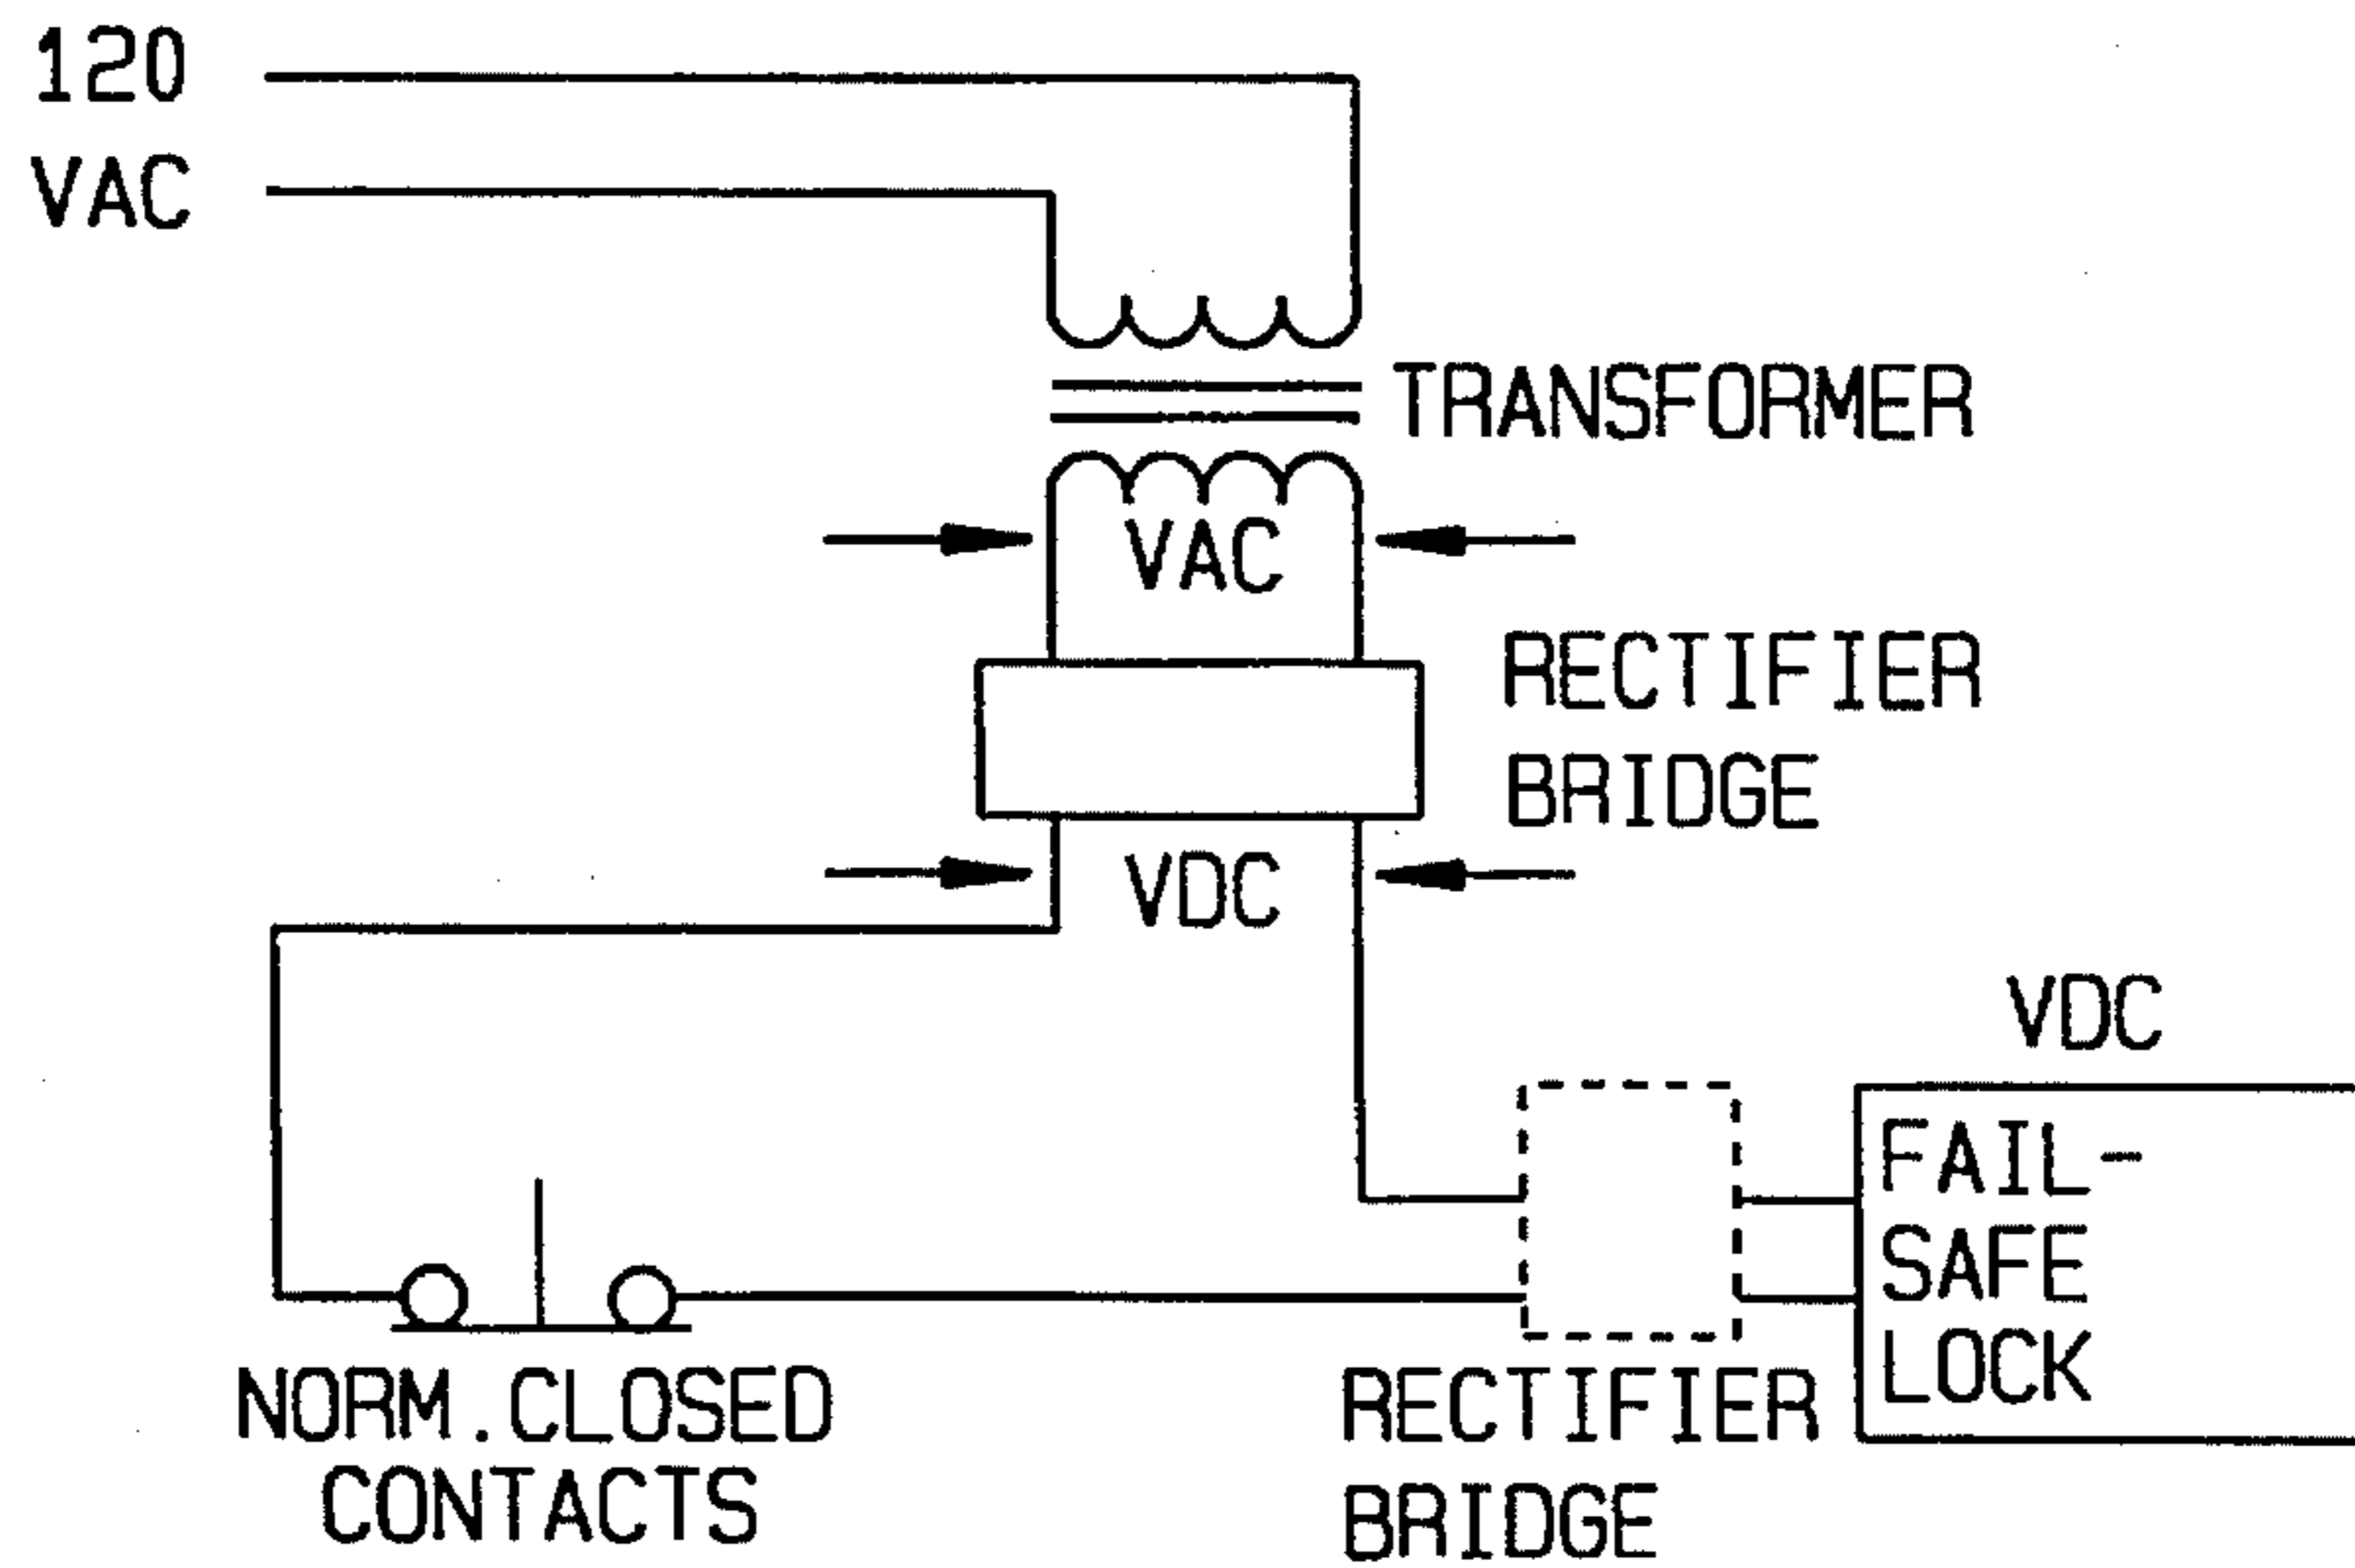 120
VAC
TRANSFORMER
VAC
RECTIFIER
BRIDGE
VDC
VDC
FAIL-
SAFE
LOCK
NORM.CLOSED
CONTACTS
RECTIFIER
BRIDGE